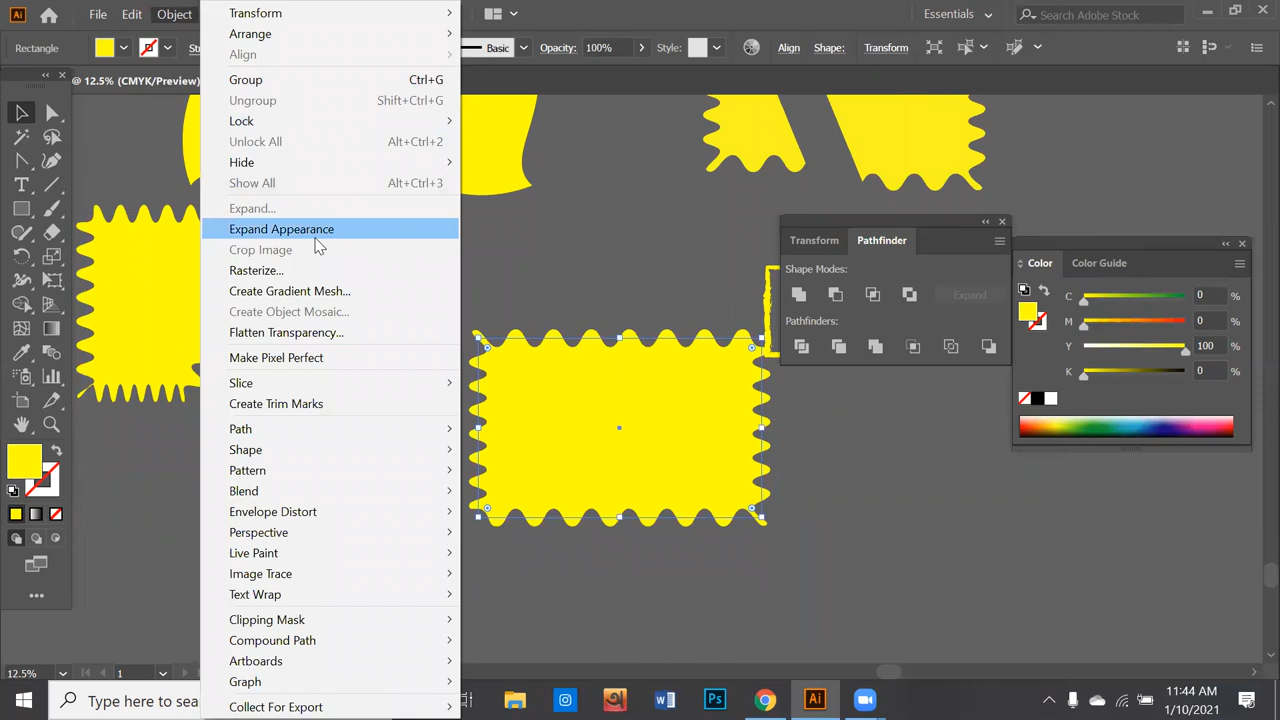 Ai File Edit Object Essentials Search Adobe Stock
Rectangle Basic Opacity: 100% Style: Align Shape: Transform
@ 12.5% (CMYK/Preview)
Transform
Arrange
Align
Group Ctrl+G
Ungroup Shift+Ctrl+G
Lock
Unlock All Alt+Ctrl+2
Hide
Show All Alt+Ctrl+3
Expand...
Expand Appearance
Crop Image
Rasterize...
Create Gradient Mesh...
Create Object Mosaic...
Flatten Transparency...
Make Pixel Perfect
Slice
Create Trim Marks
Path
Shape
Pattern
Blend
Envelope Distort
Perspective
Live Paint
Image Trace
Text Wrap
Clipping Mask
Compound Path
Artboards
Graph
Collect For Export
Transform Pathfinder
Shape Modes:
Expand
Pathfinders:
Color Color Guide
C 0 %
M 0 %
Y 100 %
K 0 %
12.5% 1
Type here to sea
W Ps Ai
11:44 AM
1/10/2021